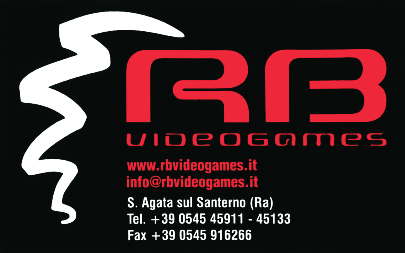 RB
VIDEOGAMES
www.rbvideogames.it
info@rbvideogames.it
S. Agata sul Santerno (Ra)
Tel. +39 0545 45911 - 45133
Fax +39 0545 916266